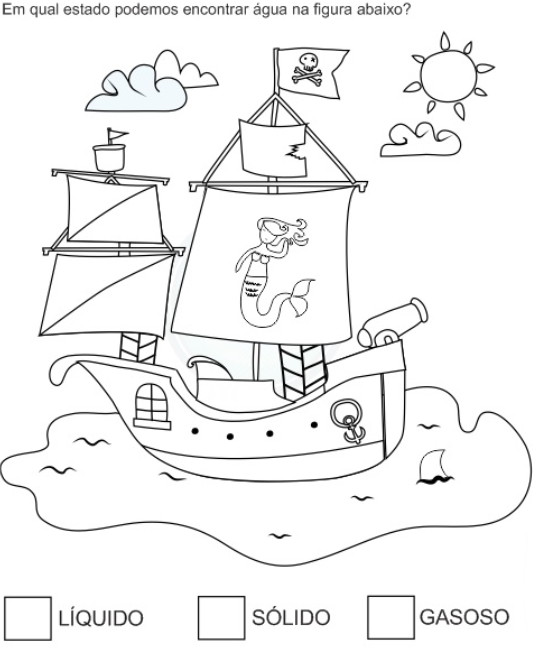 Em qual estado podemos encontrar água na figura abaixo?
LÍQUIDO SÓLIDO GASOSO